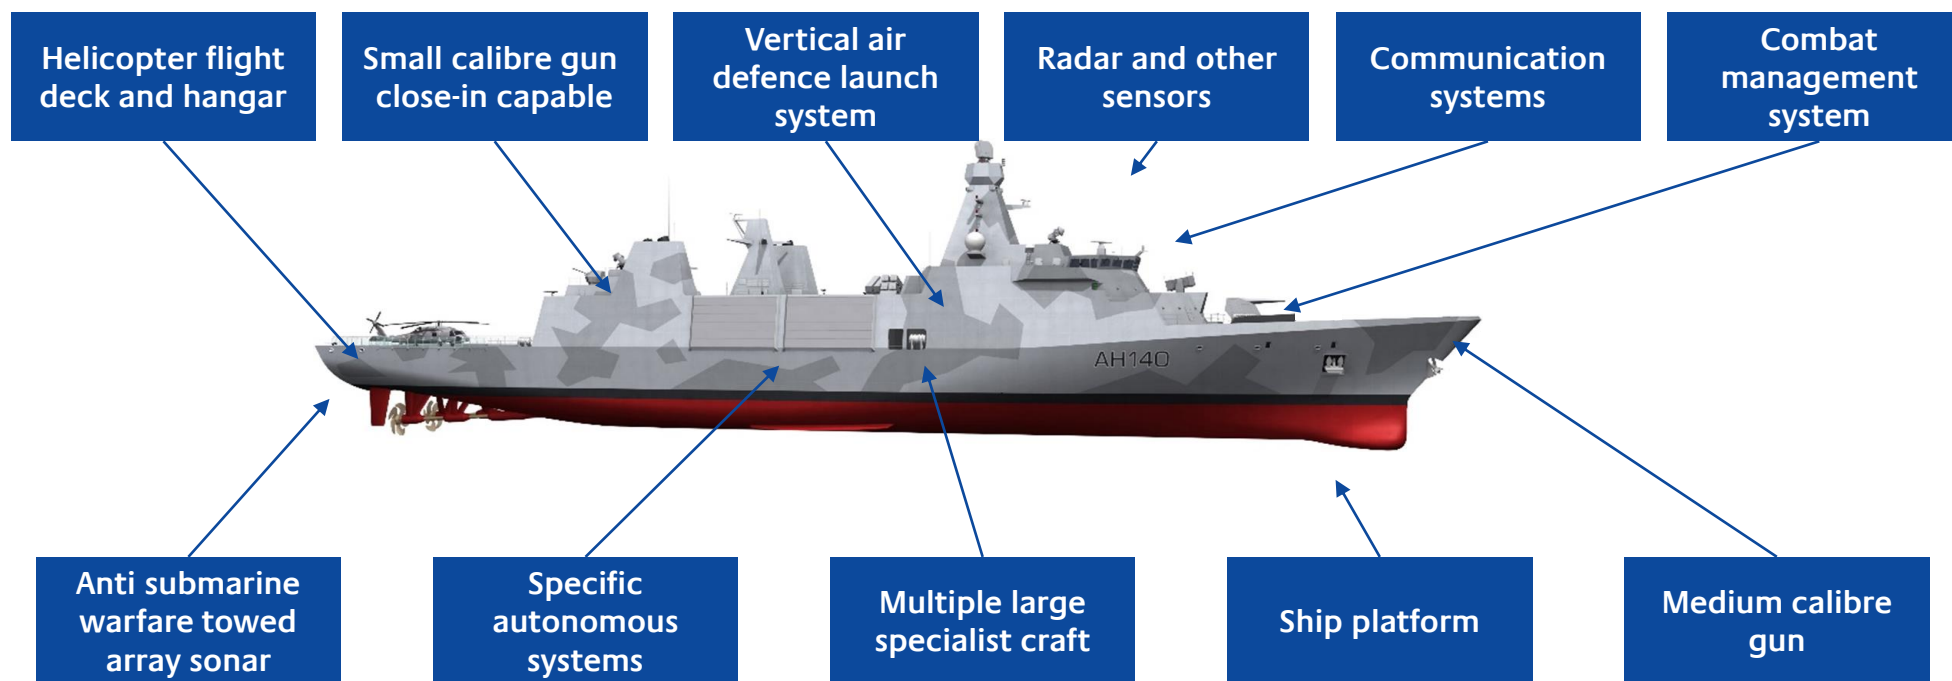 Helicopter flight
deck and hangar
Small calibre gun
close-in capable
Vertical air
defence launch
system
Radar and other
sensors
Communication
systems
Combat
management
system
AH140
Anti submarine
warfare towed
array sonar
Specific
autonomous
systems
Multiple large
specialist craft
Ship platform
Medium calibre
gun